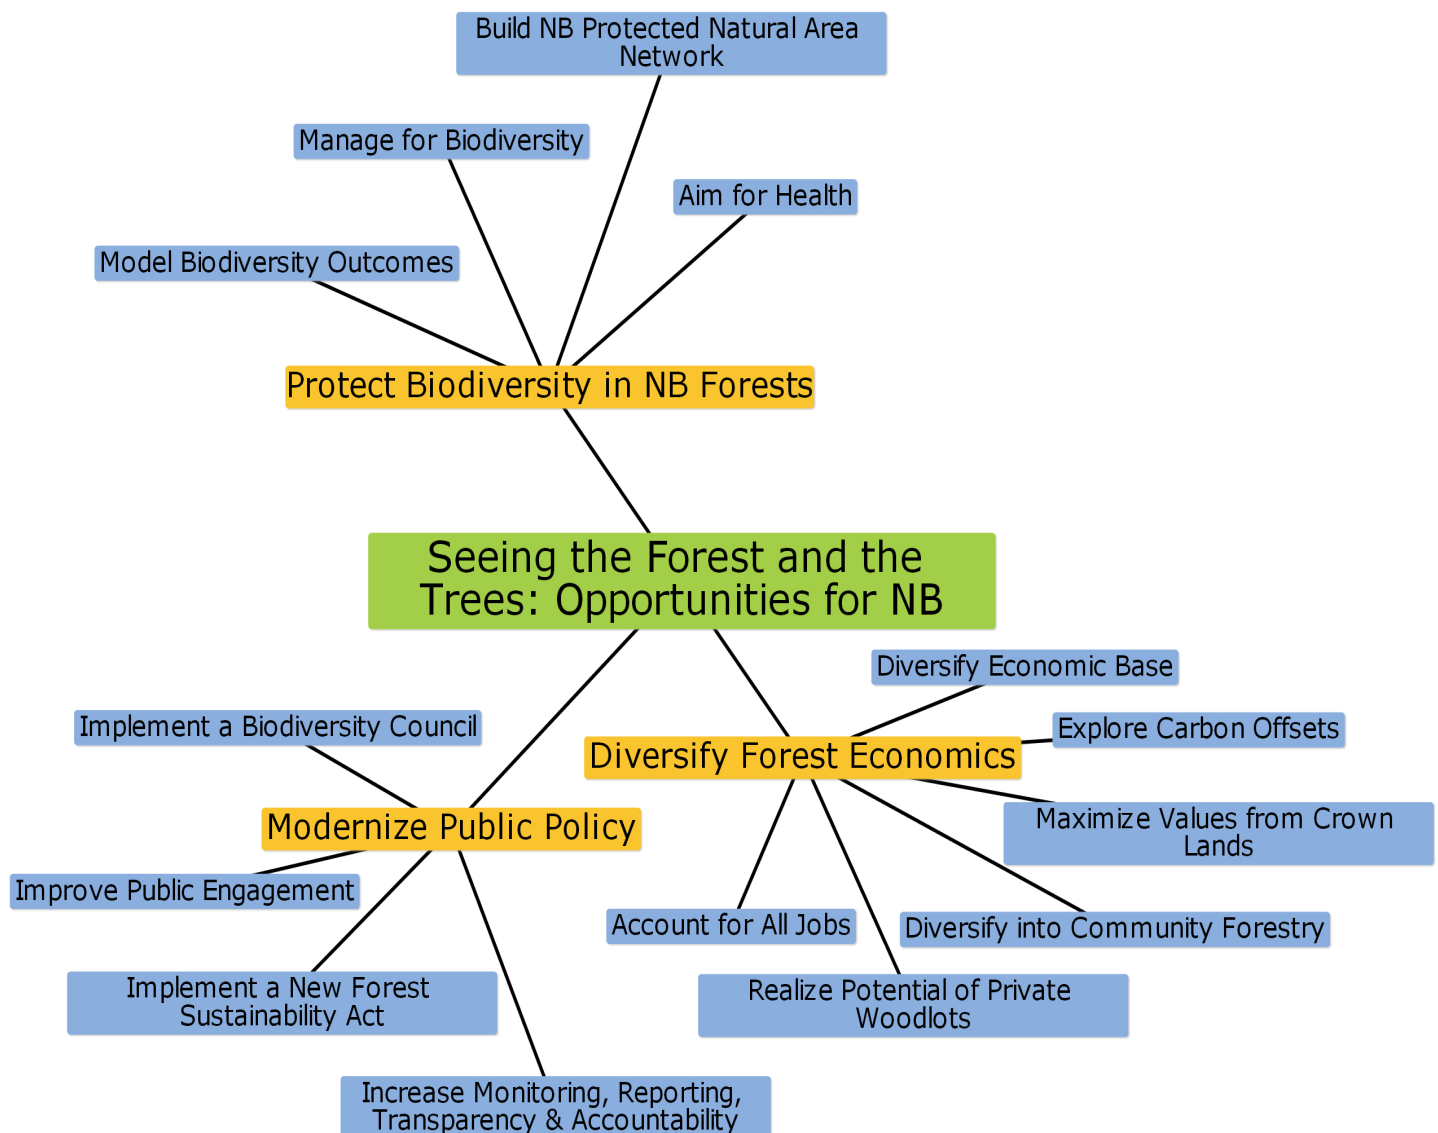 Build NB Protected Natural Area
Network
Manage for Biodiversity
Aim for Health
Model Biodiversity Outcomes
Protect Biodiversity in NB Forests
Seeing the Forest and the
Trees: Opportunities for NB
Diversify Economic Base
Implement a Biodiversity Council
Explore Carbon Offsets
Diversify Forest Economics
Maximize Values from Crown
Lands
Modernize Public Policy
Improve Public Engagement
Account for All Jobs
Diversify into Community Forestry
Implement a New Forest
Sustainability Act
Realize Potential of Private
Woodlots
Increase Monitoring, Reporting,
Transparency & Accountability